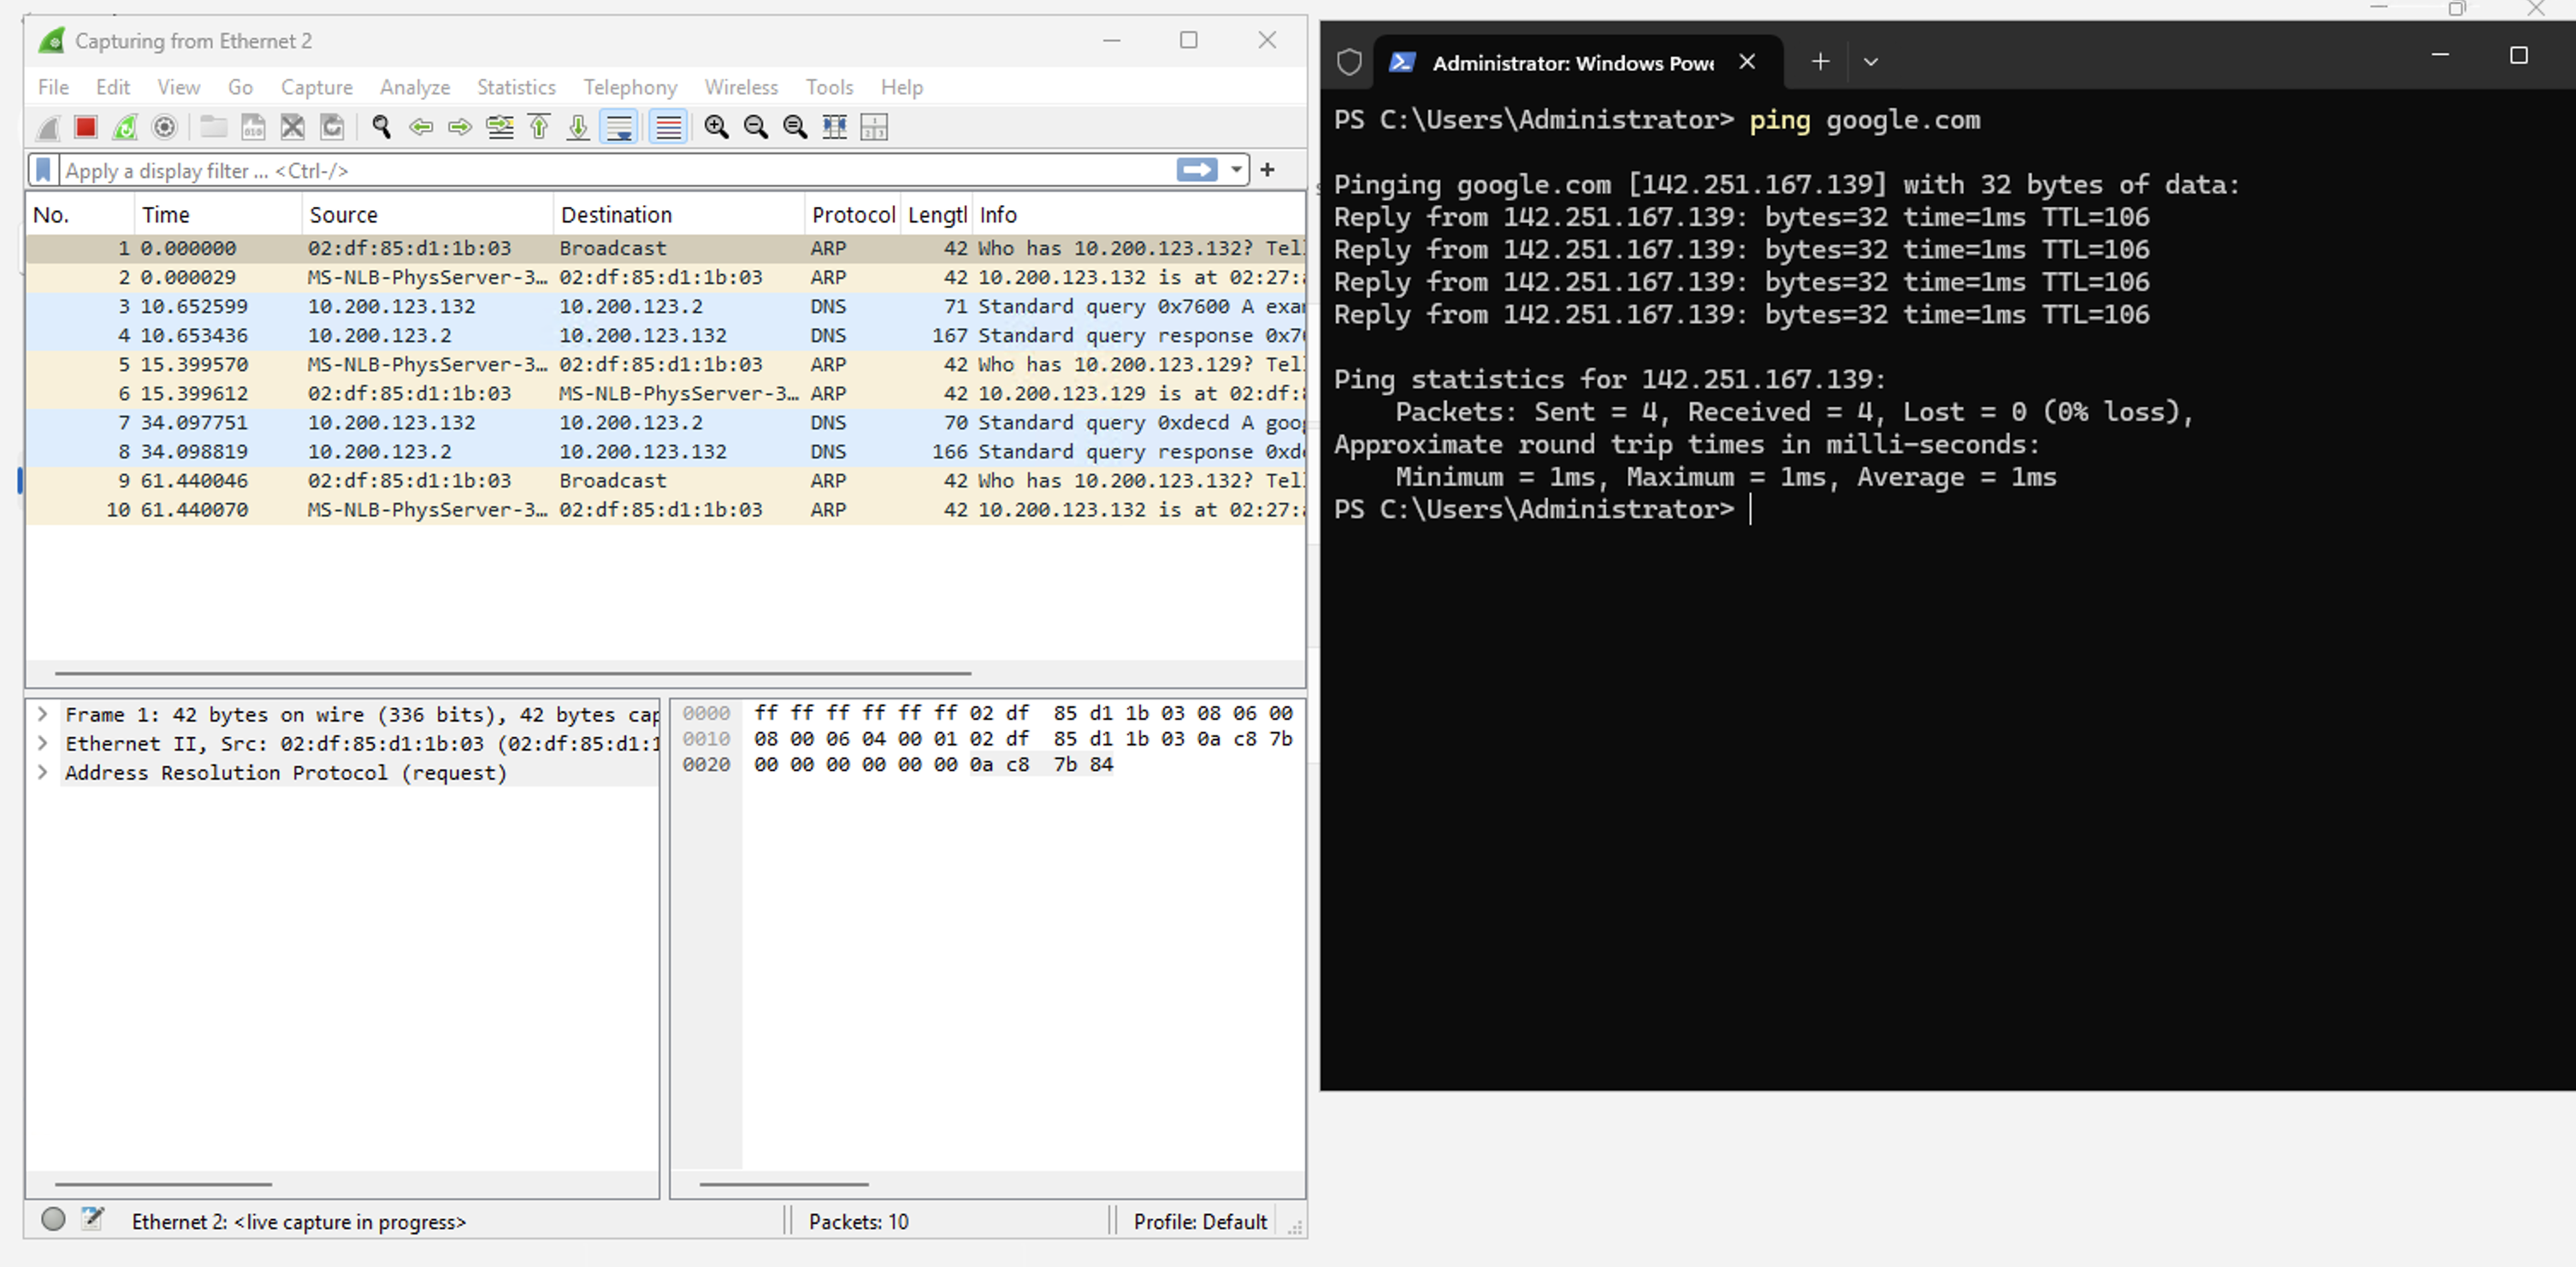 Capturing from Ethernet 2
File Edit View Go Capture Analyze Statistics Telephony Wireless Tools Help
Apply a display filter ... <Ctrl-/>
No. Time Source Destination Protocol Lengtl Info
1 0.000000 02:df:85:d1:1b:03 Broadcast ARP 42 Who has 10.200.123.132? Tell
2 0.000029 MS-NLB-PhysServer-3… 02:df:85:d1:1b:03 ARP 42 10.200.123.132 is at 02:27:
3 10.652599 10.200.123.132 10.200.123.2 DNS 71 Standard query 0x7600 A exa
4 10.653436 10.200.123.2 10.200.123.132 DNS 167 Standard query response 0x7
5 15.399570 MS-NLB-PhysServer-3… 02:df:85:d1:1b:03 ARP 42 Who has 10.200.123.129? Tell
6 15.399612 02:df:85:d1:1b:03 MS-NLB-PhysServer-3… ARP 42 10.200.123.129 is at 02:df:
7 34.097751 10.200.123.132 10.200.123.2 DNS 70 Standard query 0xdecd A goo
8 34.098819 10.200.123.2 10.200.123.132 DNS 166 Standard query response 0xd
9 61.440046 02:df:85:d1:1b:03 Broadcast ARP 42 Who has 10.200.123.132? Tell
10 61.440070 MS-NLB-PhysServer-3… 02:df:85:d1:1b:03 ARP 42 10.200.123.132 is at 02:27:
Frame 1: 42 bytes on wire (336 bits), 42 bytes cap
Ethernet II, Src: 02:df:85:d1:1b:03 (02:df:85:d1:1
Address Resolution Protocol (request)
0000 ff ff ff ff ff ff 02 df 85 d1 1b 03 08 06 00
0010 08 00 06 04 00 01 02 df 85 d1 1b 03 0a c8 7b
0020 00 00 00 00 00 00 0a c8 7b 84
Ethernet 2: <live capture in progress> Packets: 10 Profile: Default
Administrator: Windows Powe
PS C:\Users\Administrator> ping google.com
Pinging google.com [142.251.167.139] with 32 bytes of data:
Reply from 142.251.167.139: bytes=32 time=1ms TTL=106
Reply from 142.251.167.139: bytes=32 time=1ms TTL=106
Reply from 142.251.167.139: bytes=32 time=1ms TTL=106
Reply from 142.251.167.139: bytes=32 time=1ms TTL=106
Ping statistics for 142.251.167.139:
Packets: Sent = 4, Received = 4, Lost = 0 (0% loss),
Approximate round trip times in milli-seconds:
Minimum = 1ms, Maximum = 1ms, Average = 1ms
PS C:\Users\Administrator>